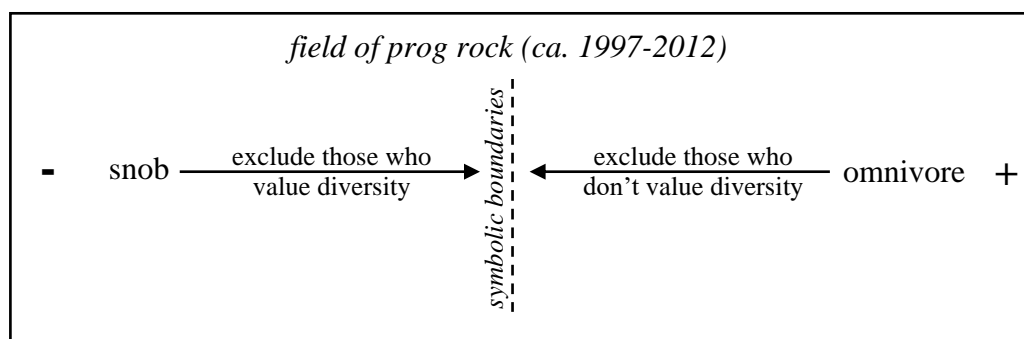 field of prog rock (ca. 1997-2012)
- snob
exclude those who
value diversity
symbolic boundaries
exclude those who
don’t value diversity
omnivore +